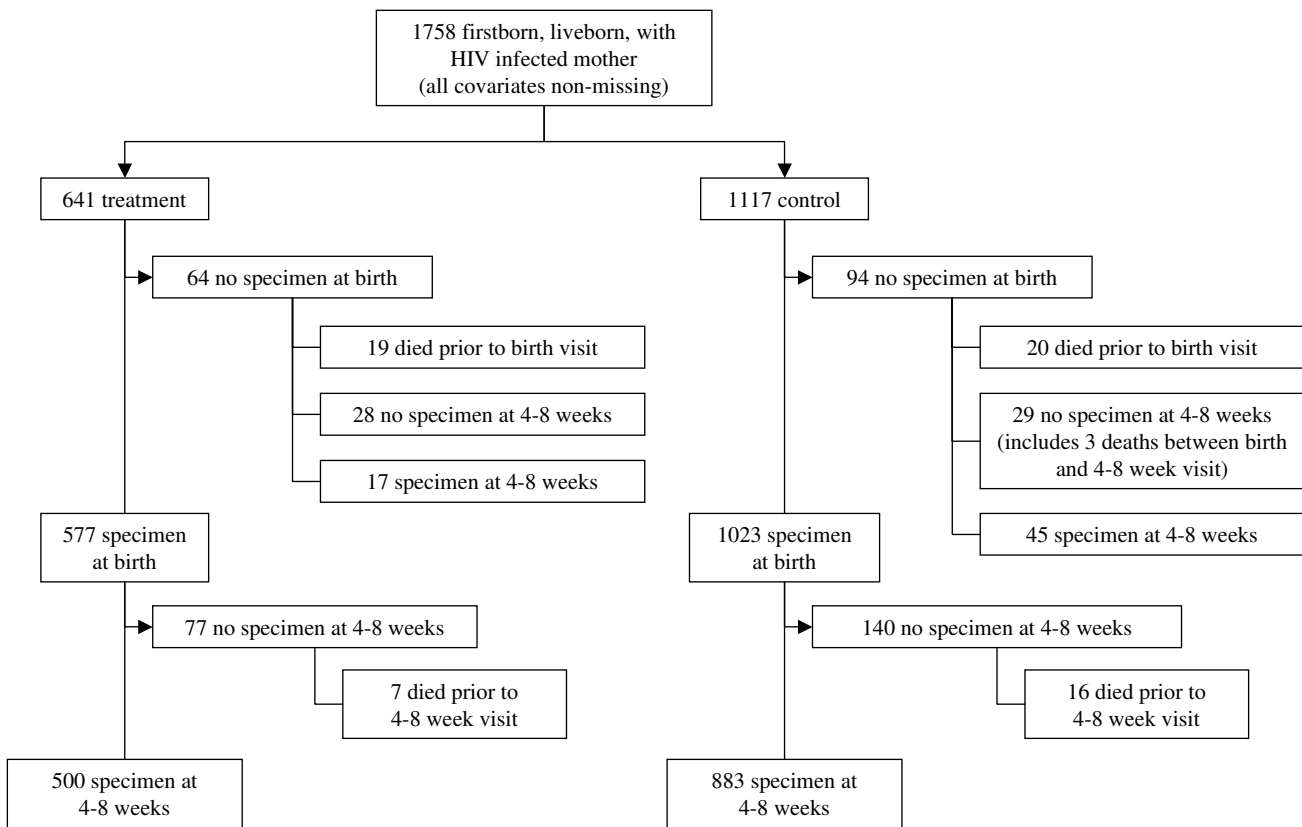 1758 firstborn, liveborn, with
HIV infected mother
(all covariates non-missing)
641 treatment
1117 control
64 no specimen at birth
94 no specimen at birth
19 died prior to birth visit
20 died prior to birth visit
28 no specimen at 4-8 weeks
29 no specimen at 4-8 weeks
(includes 3 deaths between birth
and 4-8 week visit)
17 specimen at 4-8 weeks
45 specimen at 4-8 weeks
577 specimen
at birth
1023 specimen
at birth
77 no specimen at 4-8 weeks
140 no specimen at 4-8 weeks
7 died prior to
4-8 week visit
16 died prior to
4-8 week visit
500 specimen at
4-8 weeks
883 specimen at
4-8 weeks